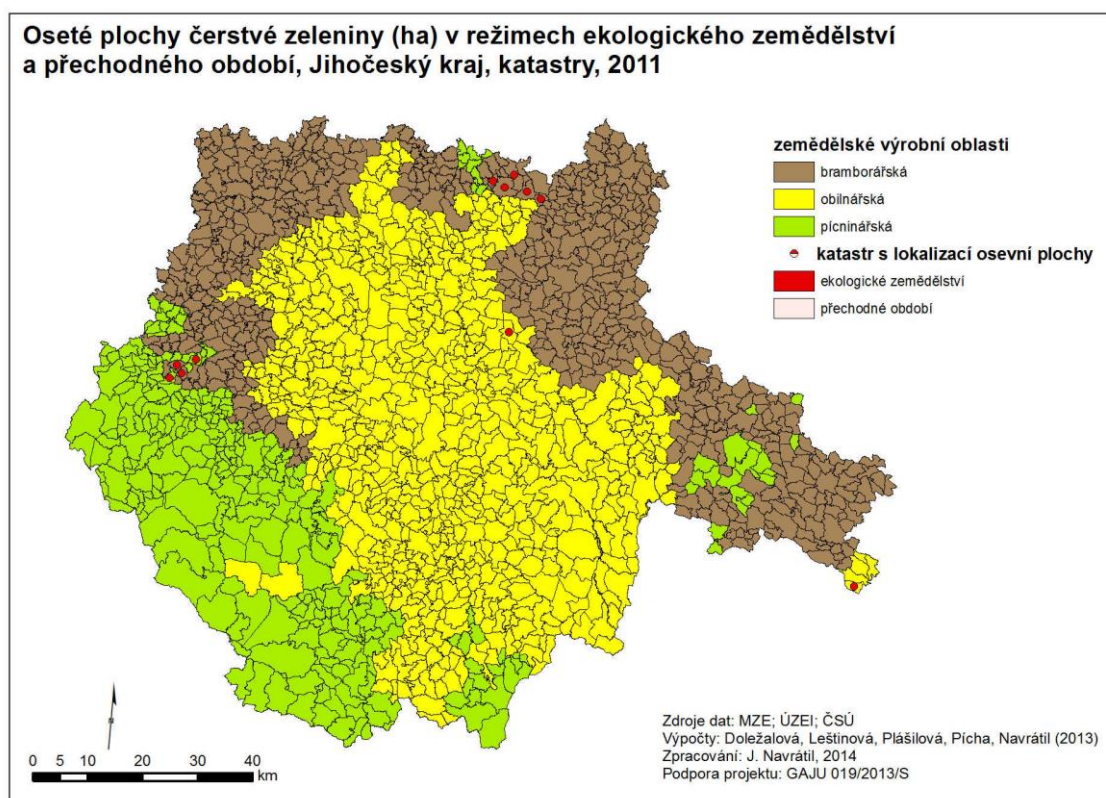 Oseté plochy čerstvé zeleniny (ha) v režimech ekologického zemědělství
a přechodného období, Jihočeský kraj, katastry, 2011
zemědělské výrobní oblasti
bramborářská
obilnářská
pícninářská
katastr s lokalizací osevní plochy
ekologické zemědělství
přechodné období
N
0 5 10 20 30 40
km
Zdroje dat: MZE; ÚZEI; ČSÚ
Výpočty: Doležalová, Leštinová, Plášilová, Pícha, Navrátil (2013)
Zpracování: J. Navrátil, 2014
Podpora projektu: GAJU 019/2013/S